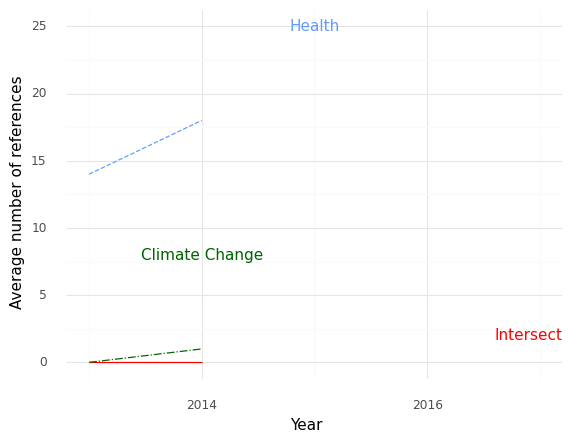 25
Health
20
15
10
Climate Change
5
Intersect
0
2014
2016
Year
Average number of references